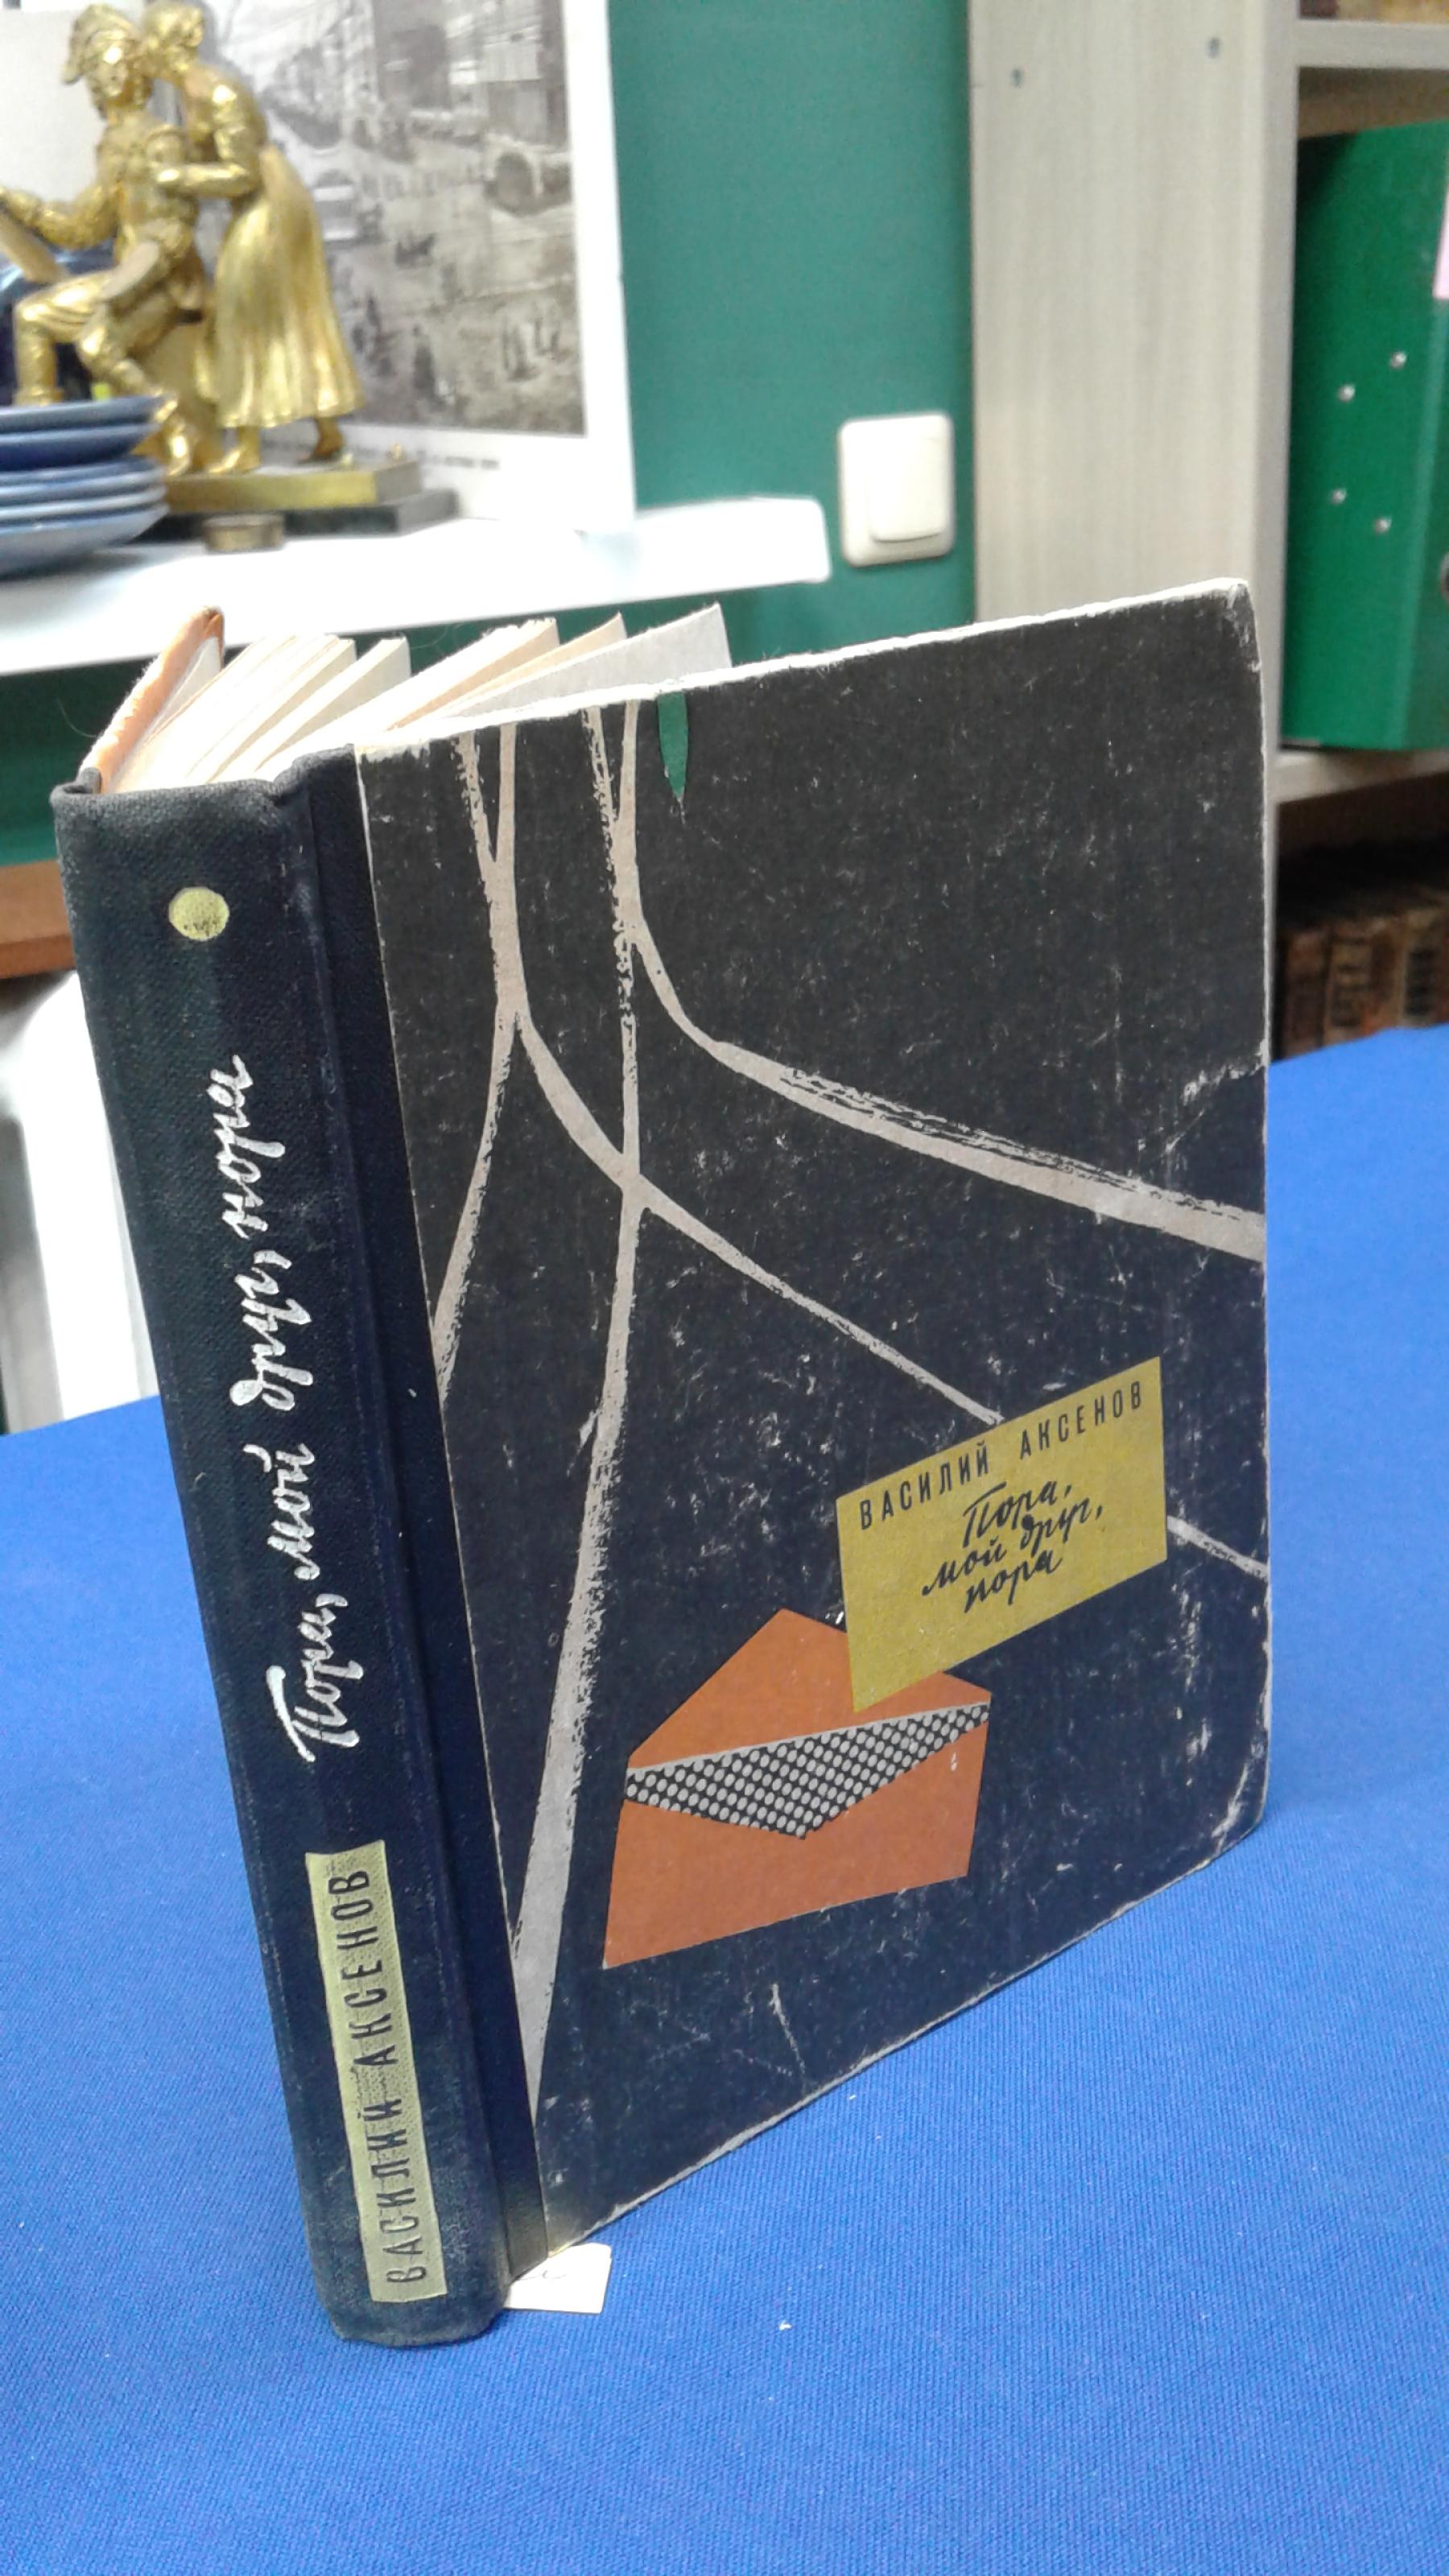 Пора, мой друг, пора
ВАСИЛИЙ АКСЕНОВ
ВАСИЛИЙ АКСЕНОВ
Пора,
мой друг,
пора